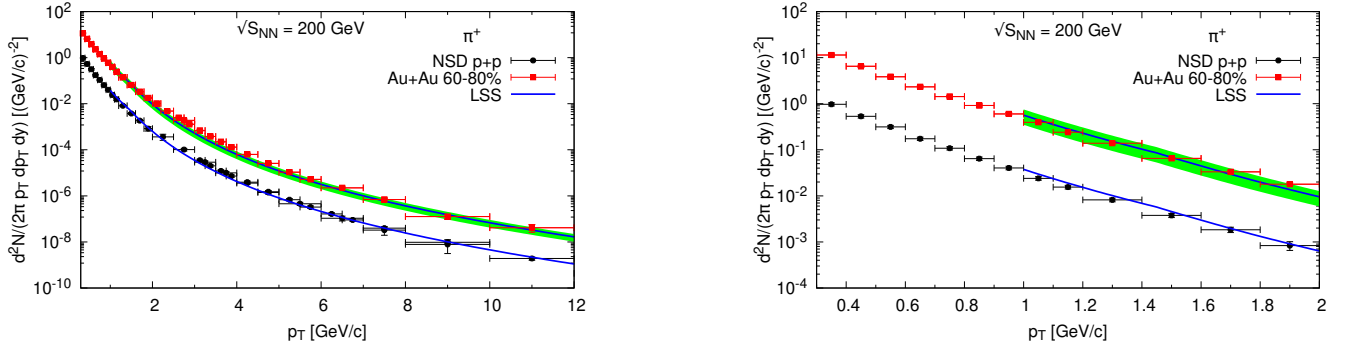 √S_NN = 200 GeV
π⁺
NSD p+p
Au+Au 60-80%
LSS
10²
10⁰
10⁻²
10⁻⁴
10⁻⁶
10⁻⁸
10⁻¹⁰
d²N/(2π p_T dp_T dy) [(GeV/c)⁻²]
2 4 6 8 10 12
p_T [GeV/c]
√S_NN = 200 GeV
π⁺
NSD p+p
Au+Au 60-80%
LSS
10²
10¹
10⁰
10⁻¹
10⁻²
10⁻³
10⁻⁴
d²N/(2π p_T dp_T dy) [(GeV/c)⁻²]
0.4 0.6 0.8 1 1.2 1.4 1.6 1.8 2
p_T [GeV/c]